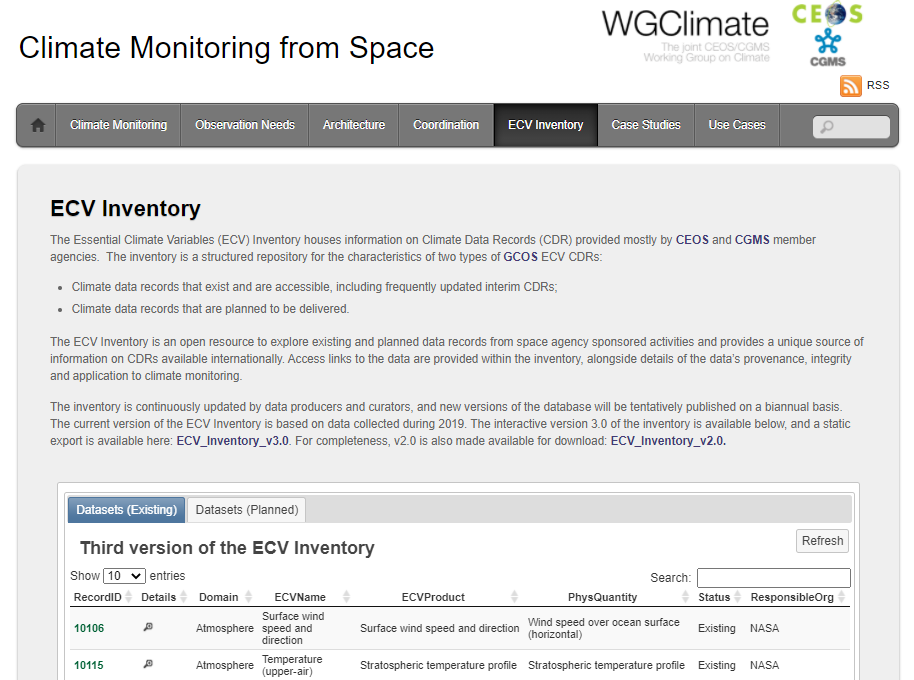 Climate Monitoring from Space
WGClimate
The joint CEOS/CGMS
Working Group on Climate
CEOS
CGMS
RSS
Climate Monitoring
Observation Needs
Architecture
Coordination
ECV Inventory
Case Studies
Use Cases
ECV Inventory
The Essential Climate Variables (ECV) Inventory houses information on Climate Data Records (CDR) provided mostly by CEOS and CGMS member
agencies. The inventory is a structured repository for the characteristics of two types of GCOS ECV CDRs:
• Climate data records that exist and are accessible, including frequently updated interim CDRs;
• Climate data records that are planned to be delivered.
The ECV Inventory is an open resource to explore existing and planned data records from space agency sponsored activities and provides a unique source of
information on CDRs available internationally. Access links to the data are provided within the inventory, alongside details of the data's provenance, integrity
and application to climate monitoring.
The inventory is continuously updated by data producers and curators, and new versions of the database will be tentatively published on a biannual basis.
The current version of the ECV Inventory is based on data collected during 2019. The interactive version 3.0 of the inventory is available below, and a static
export is available here: ECV_Inventory_v3.0. For completeness, v2.0 is also made available for download: ECV_Inventory_v2.0.
Datasets (Existing)
Datasets (Planned)
Third version of the ECV Inventory
Refresh
Show 10 entries
Search:
RecordID Details Domain ECVName ECVProduct PhysQuantity Status ResponsibleOrg
10106 Atmosphere Surface wind speed and direction Surface wind speed and direction Wind speed over ocean surface (horizontal) Existing NASA
10115 Atmosphere Temperature (upper-air) Stratospheric temperature profile Stratospheric temperature profile Existing NASA